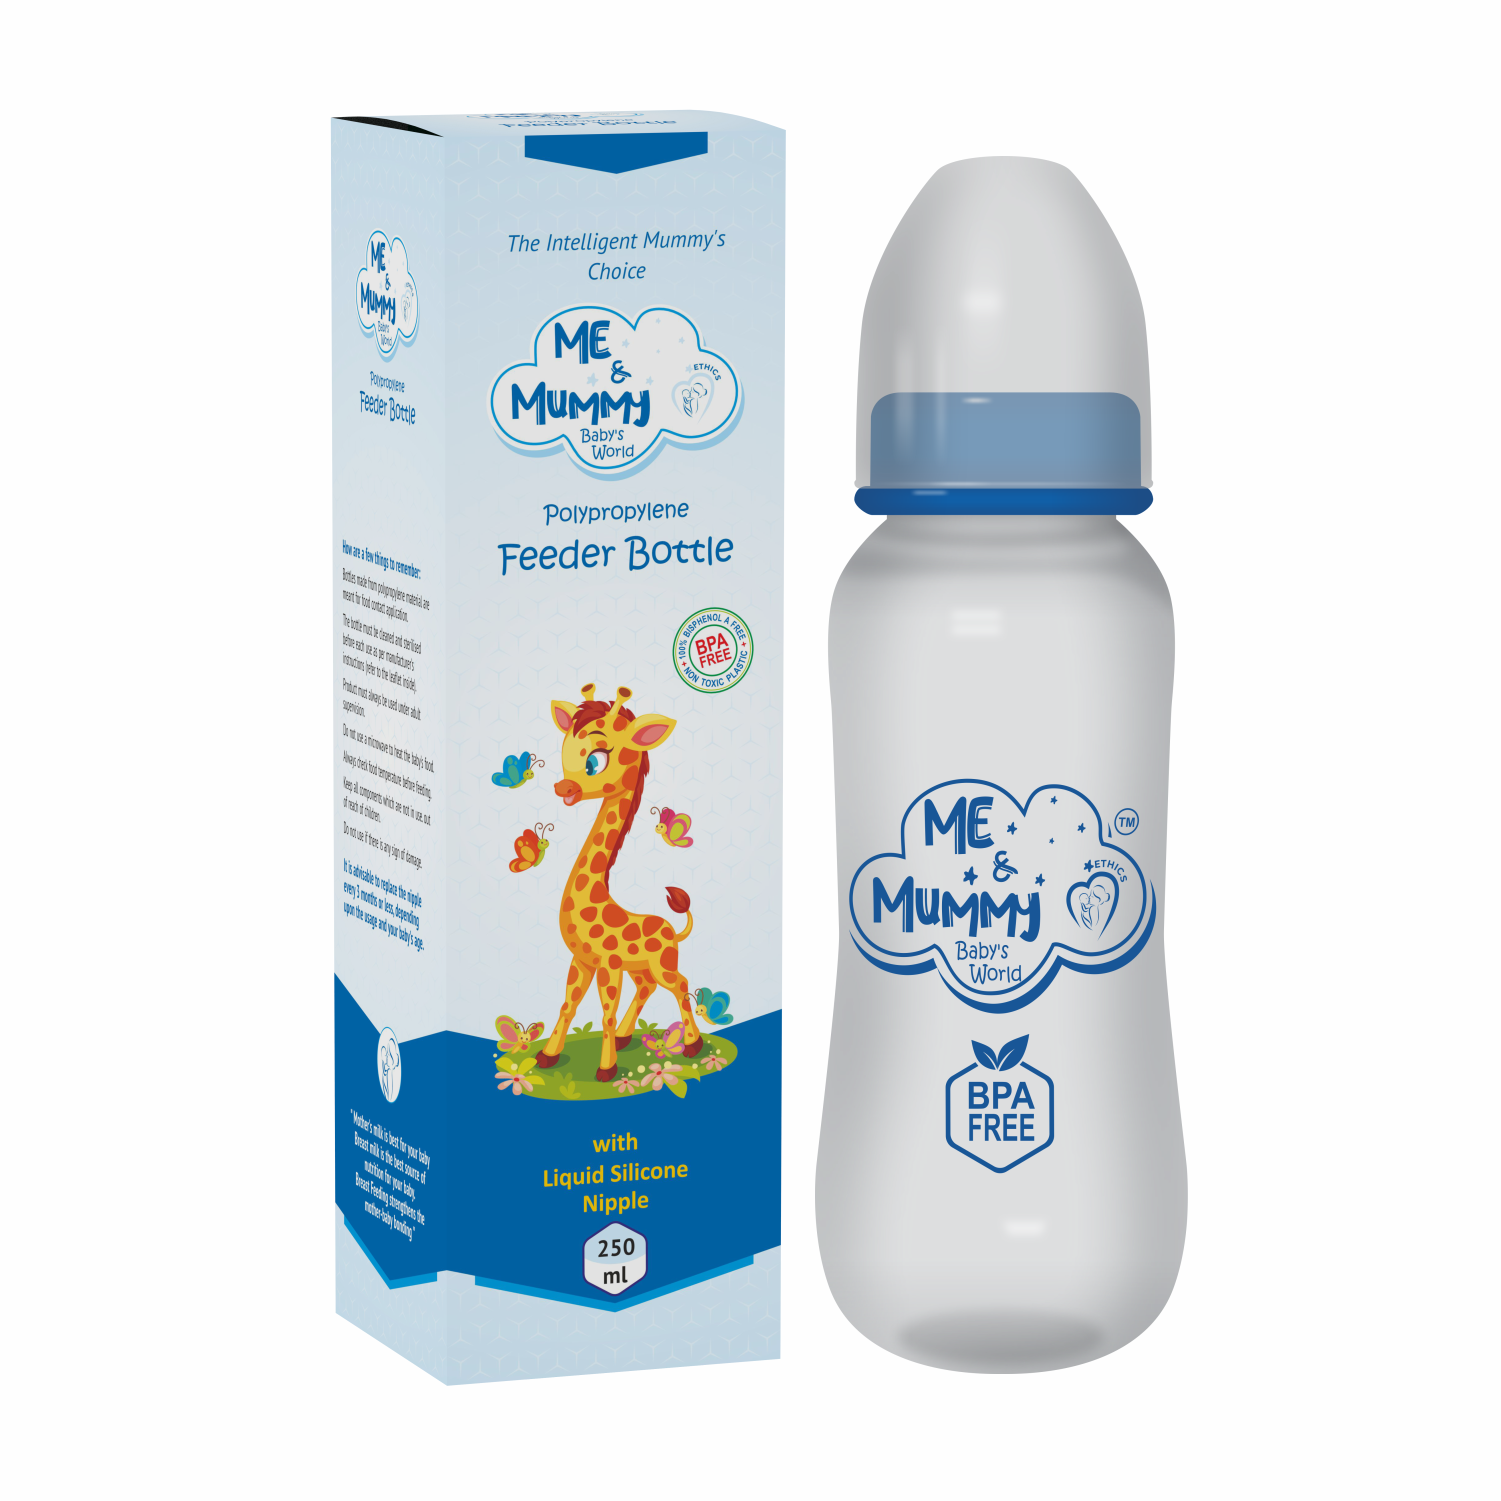 Feeder Bottle
The Intelligent Mummy's
Choice
ME
&
MUMMY
Baby's
World
ETHICS
Polypropylene
Feeder Bottle
100% BISPHENOL A FREE
BPA
FREE
NON TOXIC PLASTIC
with
Liquid Silicone
Nipple
250
ml
ME
&
MUMMY
Baby's
World
Polypropylene
Feeder Bottle
How are a few things to remember:
Bottles made from polypropylene material are
meant for food contact application.
The bottle must be cleaned and sterilised
before each use as per manufacturer's
instructions (refer to the leaflet inside).
Product must always be used under adult
supervision.
Do not use a microwave to heat the baby's food.
Always check food temperature before feeding.
Keep all components which are not in use, out
of reach of children.
Do not use if there is any sign of damage.
It is advisable to replace the nipple
every 3 months or less, depending
upon the usage and your baby's age.
"Mother's milk is best for your baby
Breast milk is the best source of
nutrition for your baby.
Breast Feeding strengthens the
mother-baby bonding"
ME
&
MUMMY
Baby's
World
ETHICS
TM
BPA
FREE